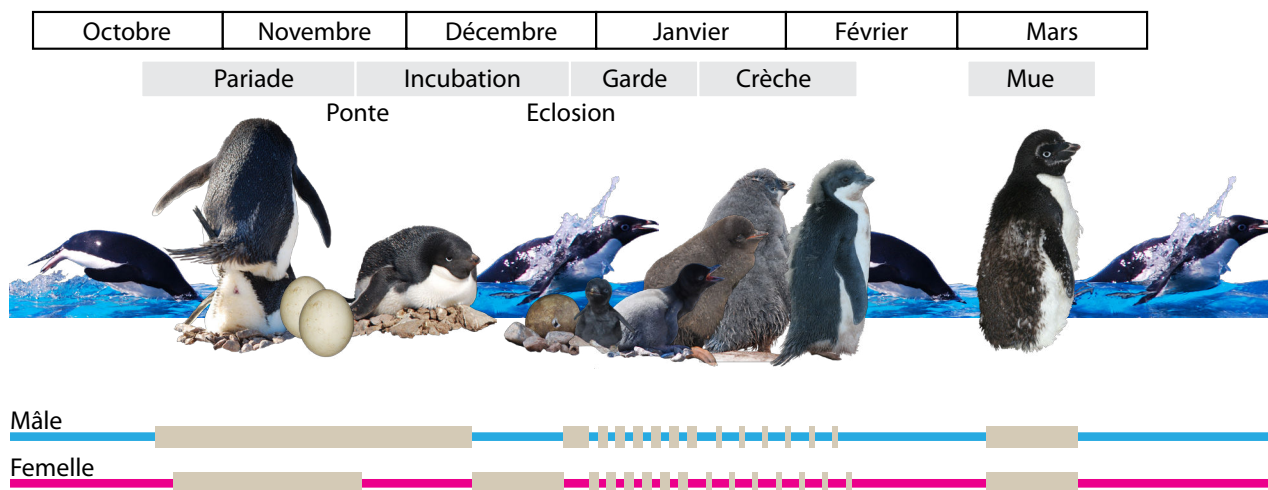 Octobre Novembre Décembre Janvier Février Mars
Pariade Incubation Garde Crèche Mue
Ponte Eclosion
Mâle
Femelle